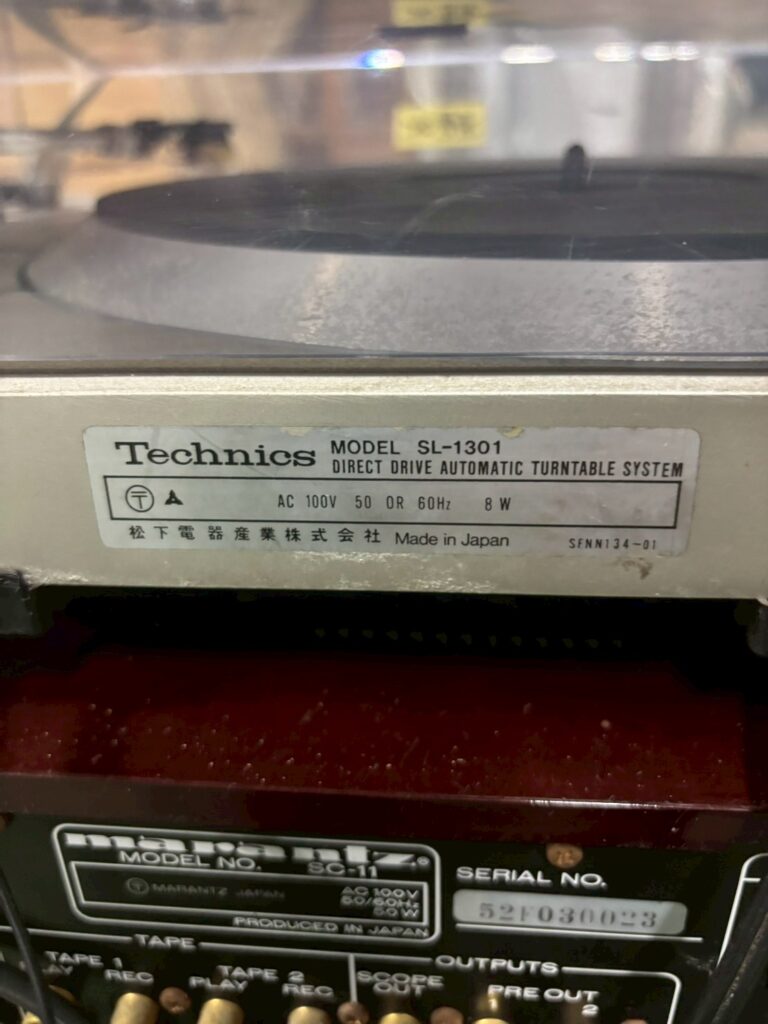 Technics MODEL SL-1301
DIRECT DRIVE AUTOMATIC TURNTABLE SYSTEM
〒 AC 100V 50 OR 60Hz 8W
松下電器産業株式会社 Made in Japan SFNN134-01
marantz®
MODEL NO. SC-11
〒 MARANTZ JAPAN AC 100V
50/60Hz
50W
PRODUCED IN JAPAN
SERIAL NO.
52F030023
TAPE
TAPE 1
REC
TAPE 2
PLAY REC
OUTPUTS
SCOPE OUT
PRE OUT
2